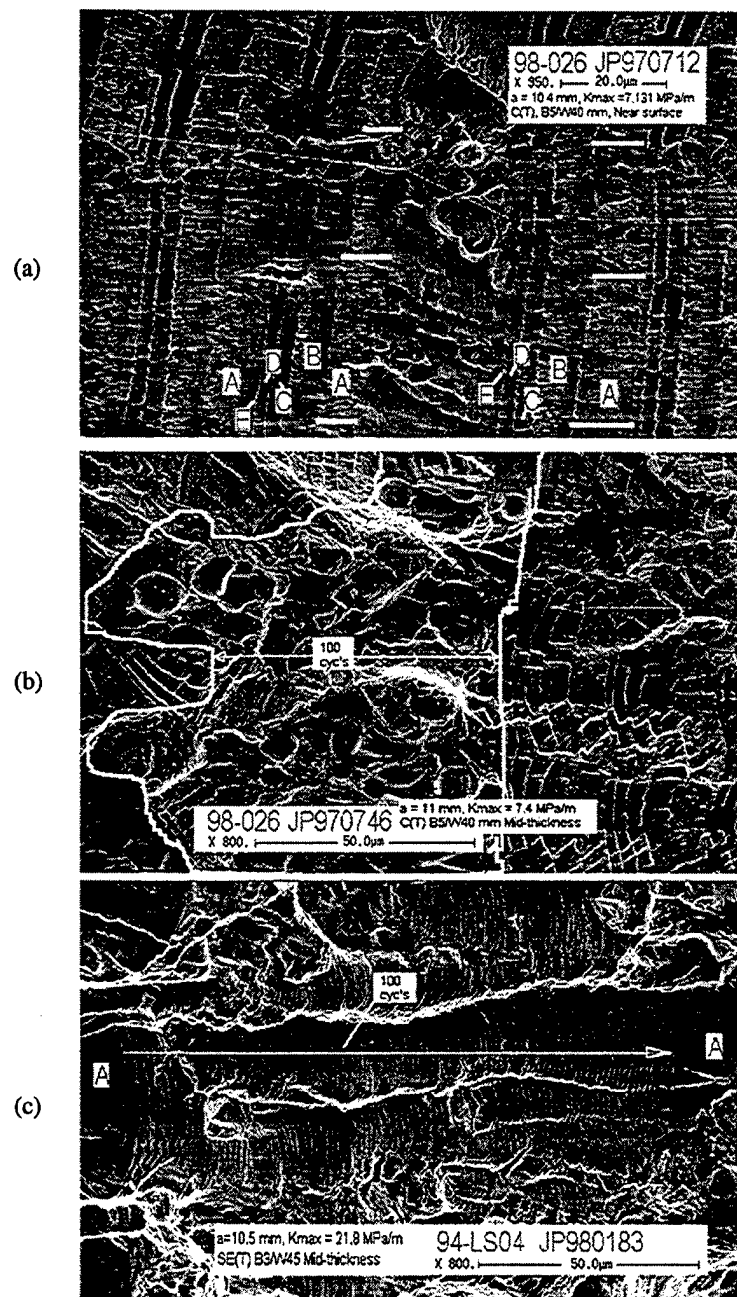 (a)
98-026 JP970712
X 950. 20.0µm
a = 10.4 mm, Kmax =7.131 MPa/m
C(T), B5/W40 mm, Near surface
A E D C B A E D C B A
(b)
100
cyc's
98-026 JP970746
a = 11 mm, Kmax = 7.4 MPa/m
C(T) B5/W40 mm Mid-thickness
X 800. 50.0µm
(c)
100
cyc's
A A
a=10.5 mm, Kmax = 21.8 MPa/m
SE(T) B3/W45 Mid-thickness
94-LS04 JP980183
X 800. 50.0µm